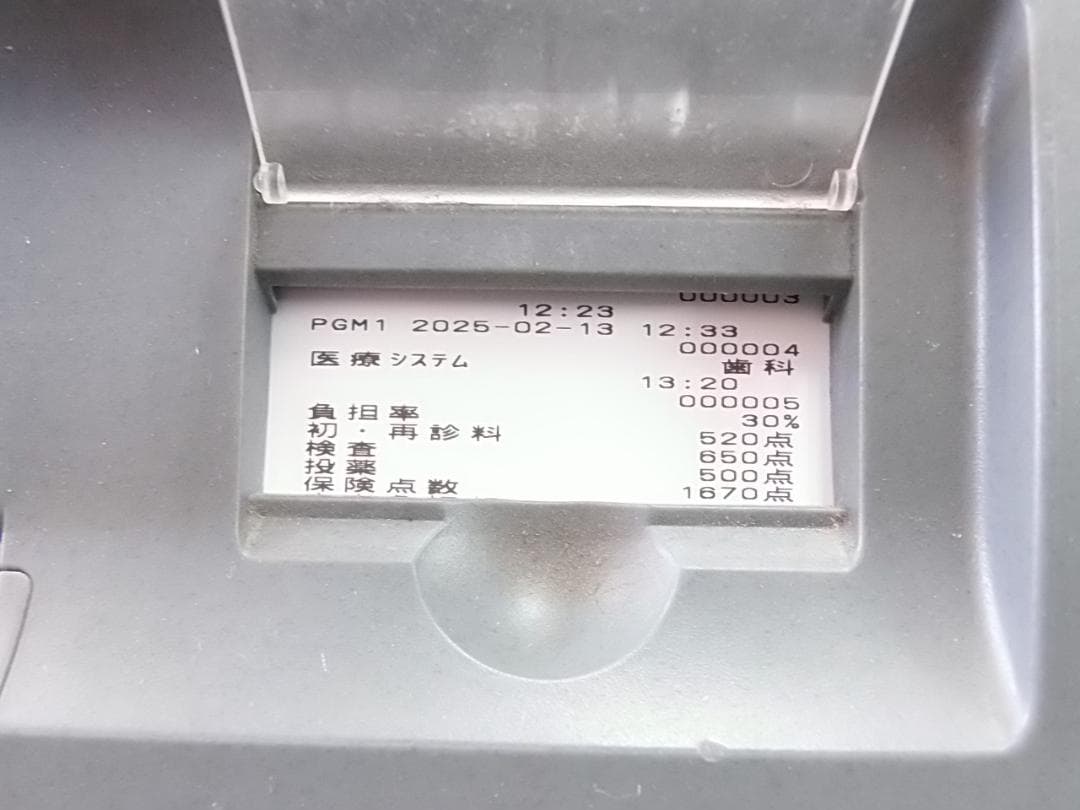 000003
12:23
PGM1 2025-02-13 12:33
000004
医療システム 歯科
13:20
000005
負担率 30%
初・再診料 520点
検査 650点
投薬 500点
保険点数 1670点